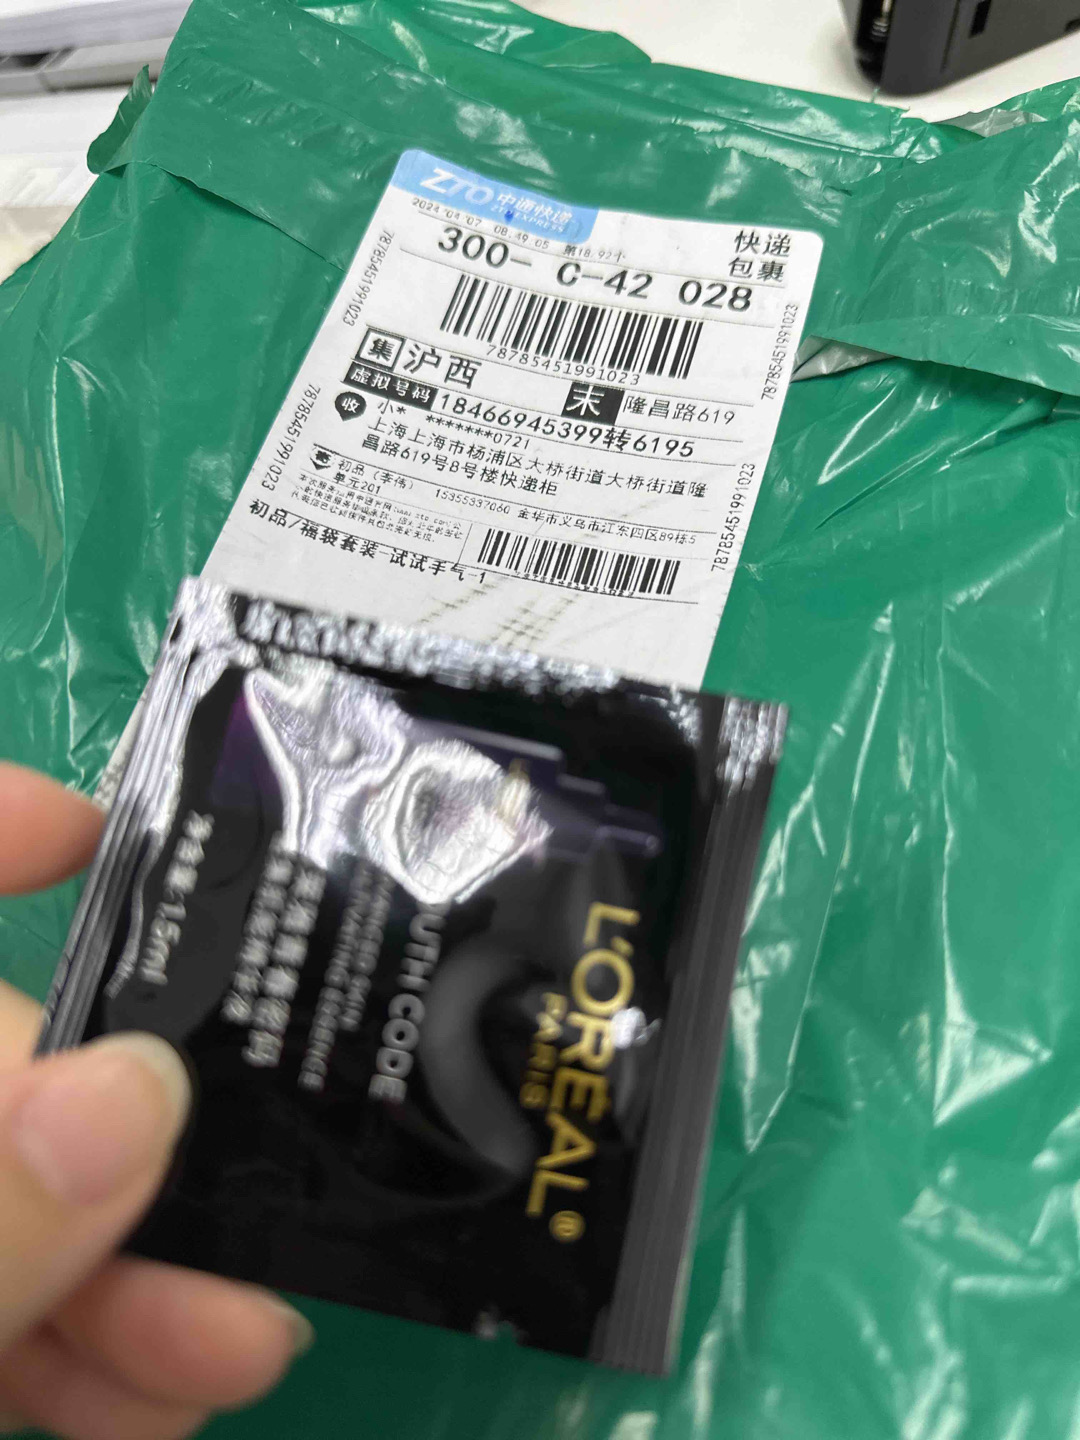 ZTO 中通快递
ZTO EXPRESS
2024-04-07 08:49:05
快递
包裹
300- C-42 028
78785451991023
78785451991023
78785451991023
集 沪西
末 隆昌路619
虚拟号码 18466945399转6195
收 小* *******0721
上海上海市杨浦区大桥街道大桥街道隆
昌路619号8号楼快递柜
初品(李伟) 15355337060 金华市义乌市江东四区89栋5
单元201
78785451991023
78785451991023
初品/福袋套装-试试手气-1
L'ORÉAL®
PARIS
YOUTH CODE
1.5ml